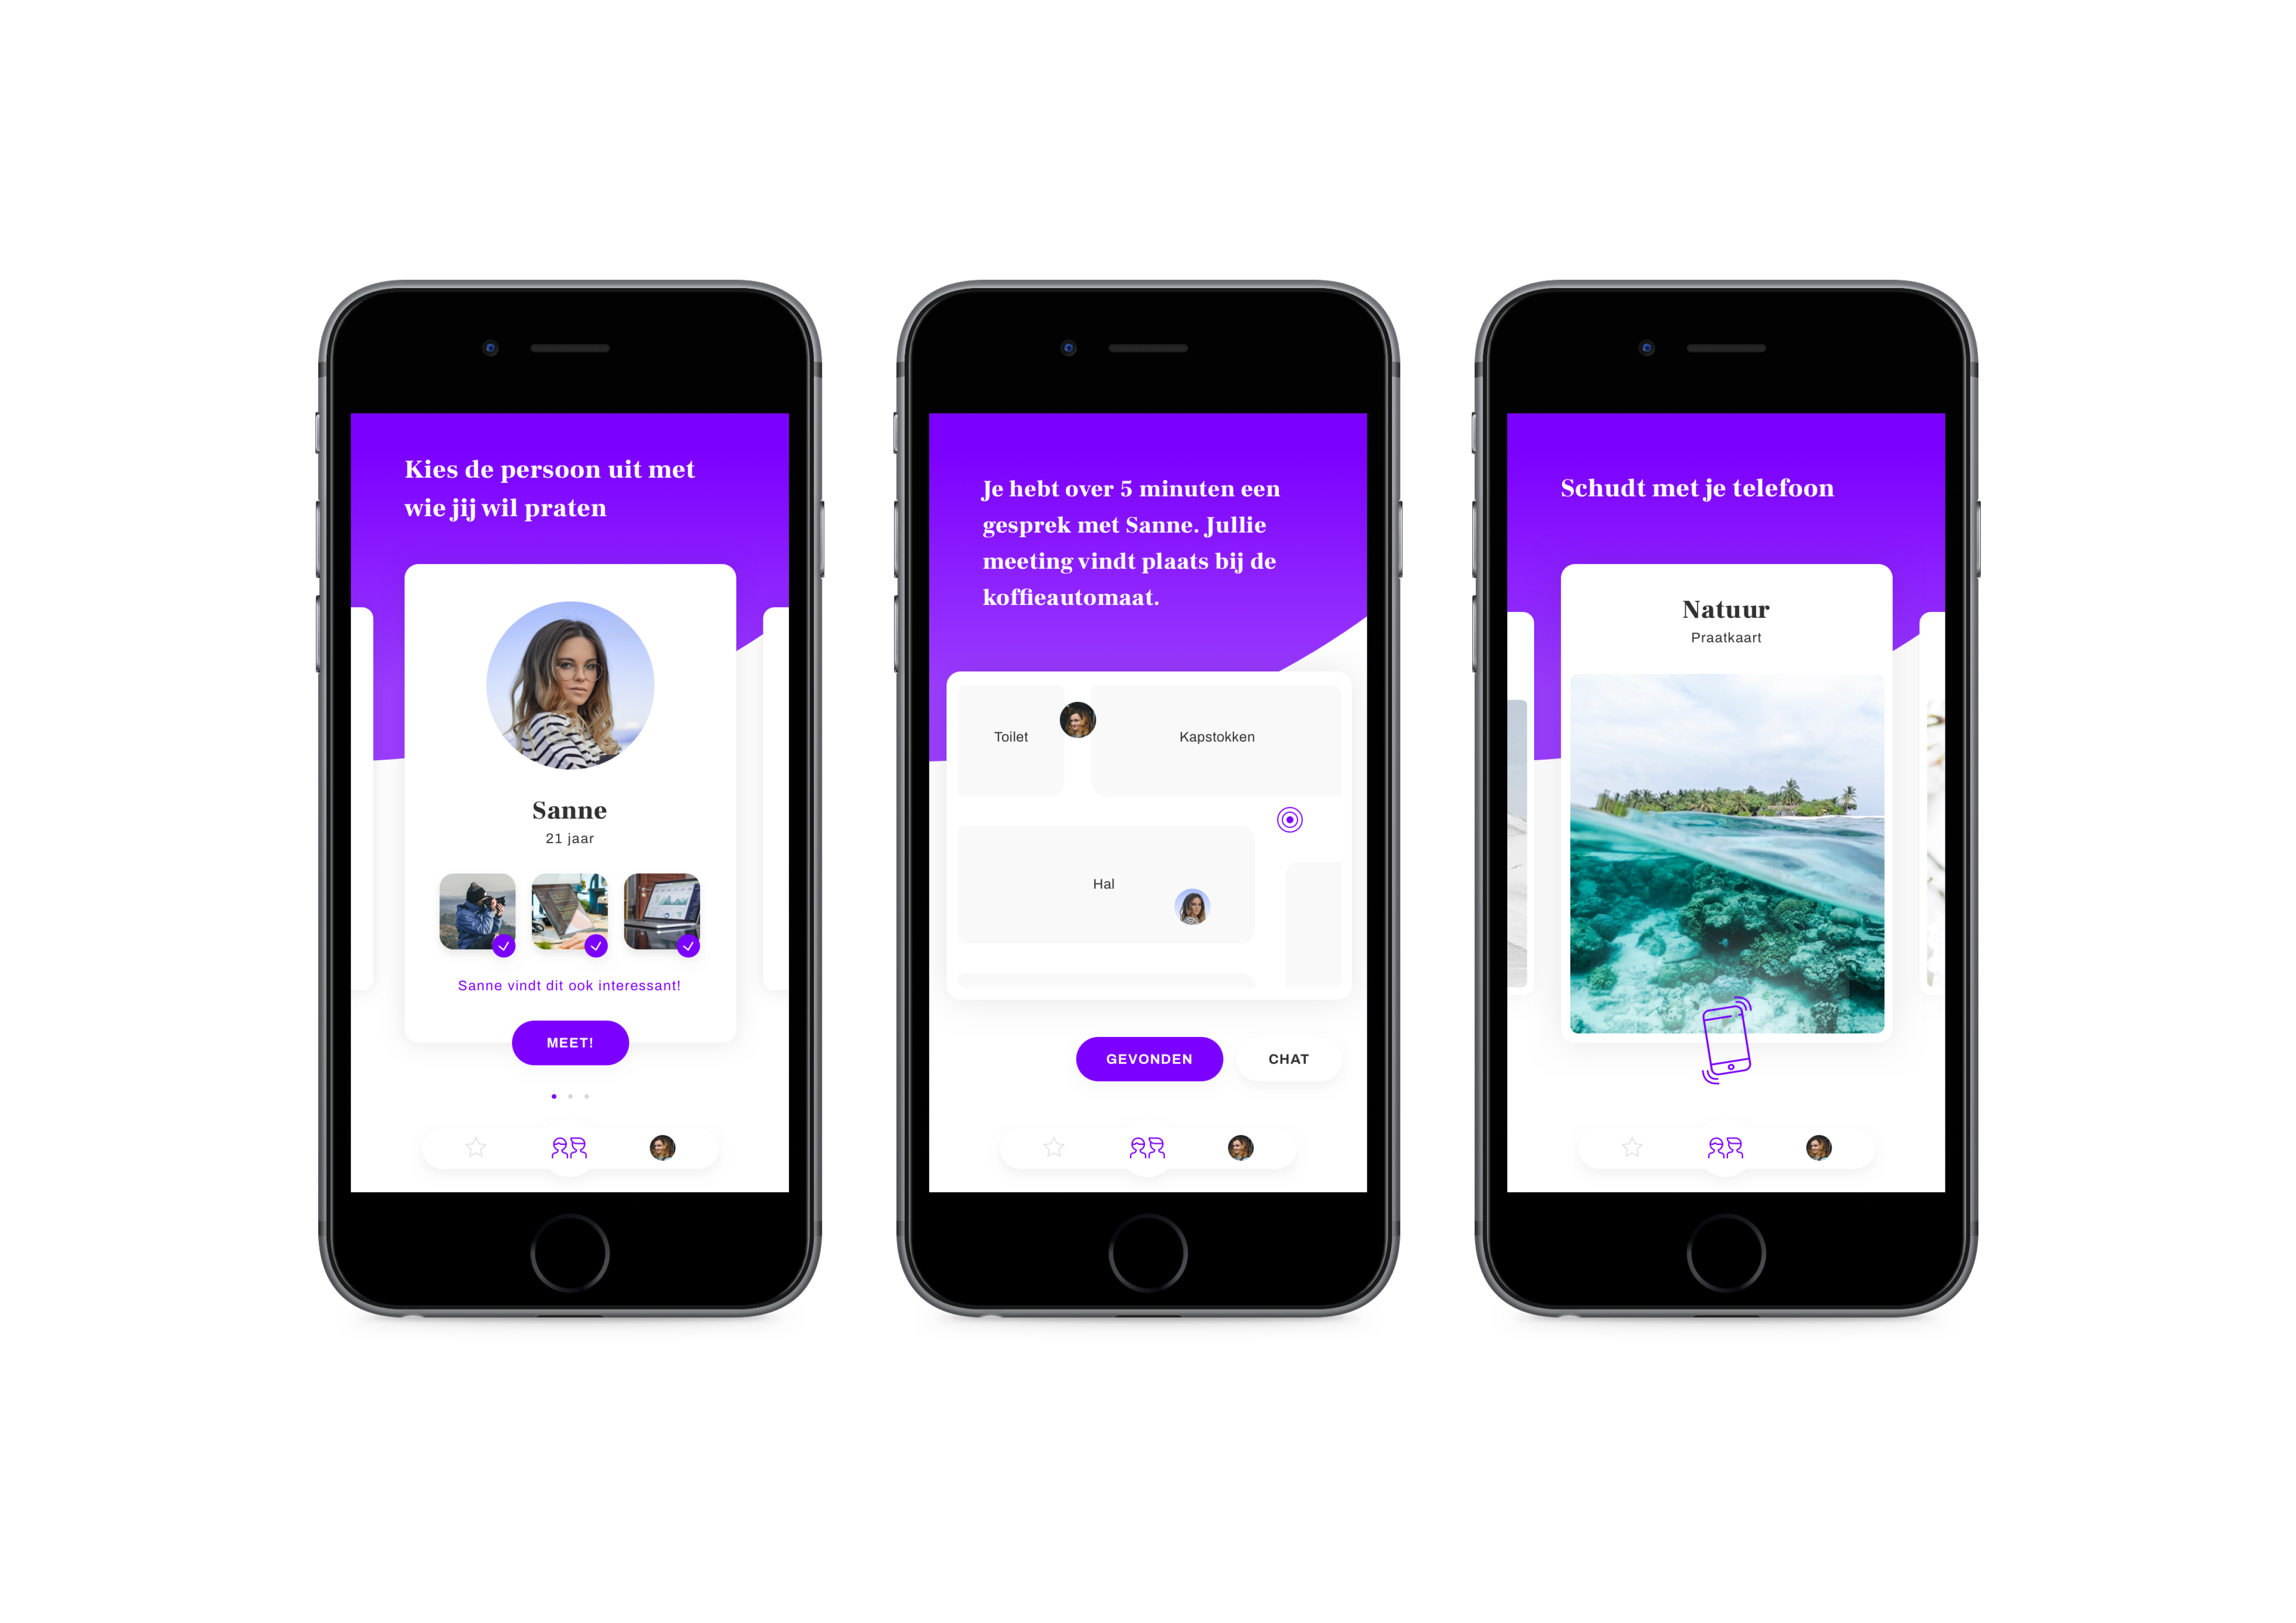 Kies de persoon uit met
wie jij wil praten
Sanne
21 jaar
Sanne vindt dit ook interessant!
MEET!
Je hebt over 5 minuten een
gesprek met Sanne. Jullie
meeting vindt plaats bij de
koffieautomaat.
Toilet
Kapstokken
Hal
GEVONDEN
CHAT
Schudt met je telefoon
Natuur
Praatkaart